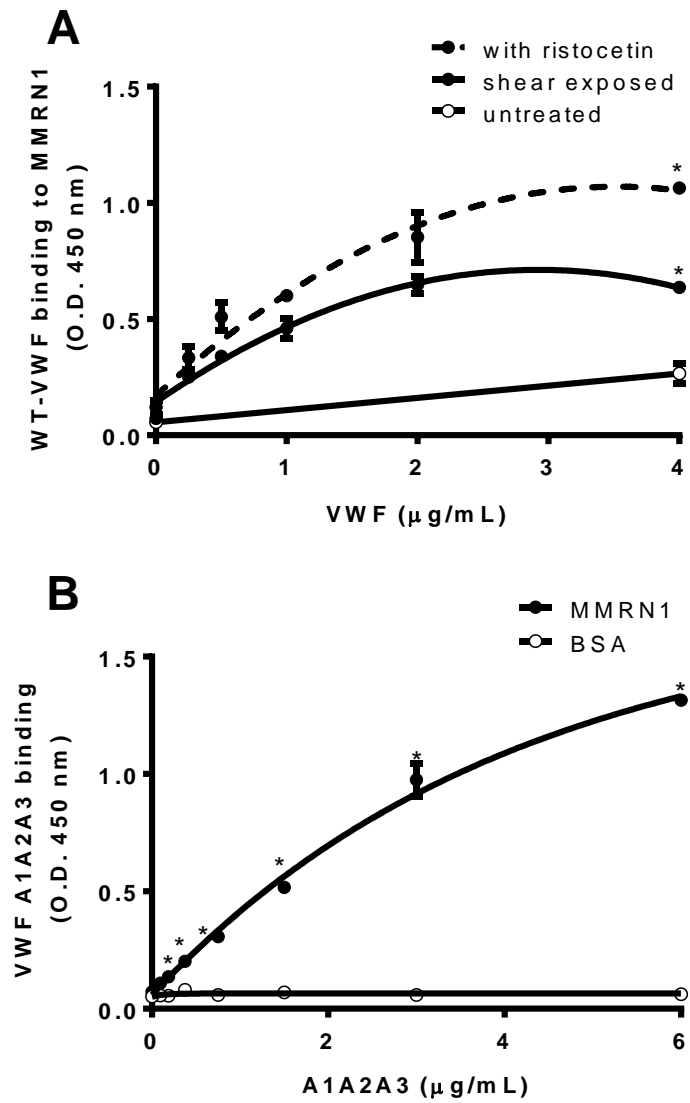 A
with ristocetin
shear exposed
untreated
WT-VWF binding to MMRN1
(O.D. 450 nm)
1.5
1.0
0.5
0.0
*
*
0 1 2 3 4
VWF (μg/mL)
B
MMRN1
BSA
VWF A1A2A3 binding
(O.D. 450 nm)
1.5
1.0
0.5
0.0
* * * * * *
0 2 4 6
A1A2A3 (μg/mL)